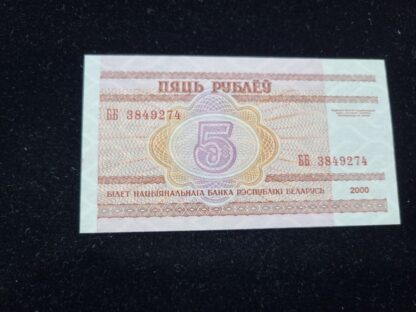 ПЯЦЬ РУБЛЁЎ
ББ 3849274
5
ББ 3849274
БІЛЕТ НАЦЫЯНАЛЬНАГА БАНКА РЭСПУБЛІКІ БЕЛАРУСЬ 2000